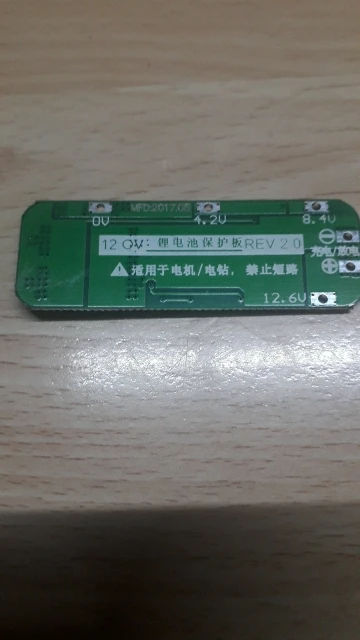 MFD:2017.05
0V 4.2V 8.4V
12.0V: 锂电池保护板 REV 2.0
充电/放电
适用于电机/电钻，禁止短路
12.6V